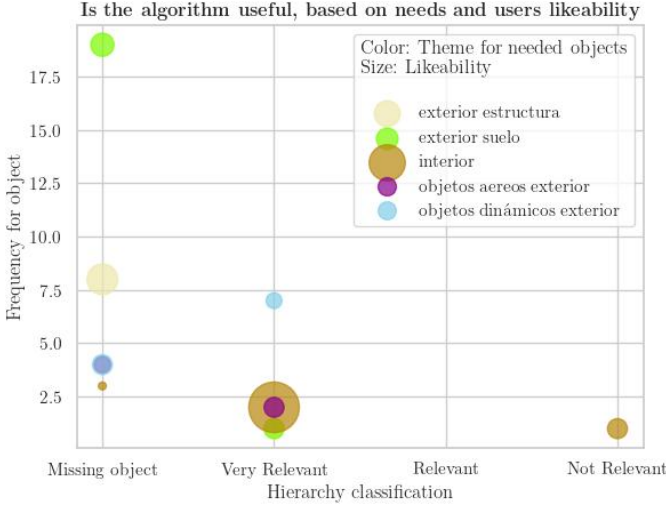 Is the algorithm useful, based on needs and users likeability
Color: Theme for needed objects
Size: Likeability
exterior estructura
exterior suelo
interior
objetos aereos exterior
objetos dinámicos exterior
Frequency for object
17.5
15.0
12.5
10.0
7.5
5.0
2.5
Missing object
Very Relevant
Relevant
Not Relevant
Hierarchy classification